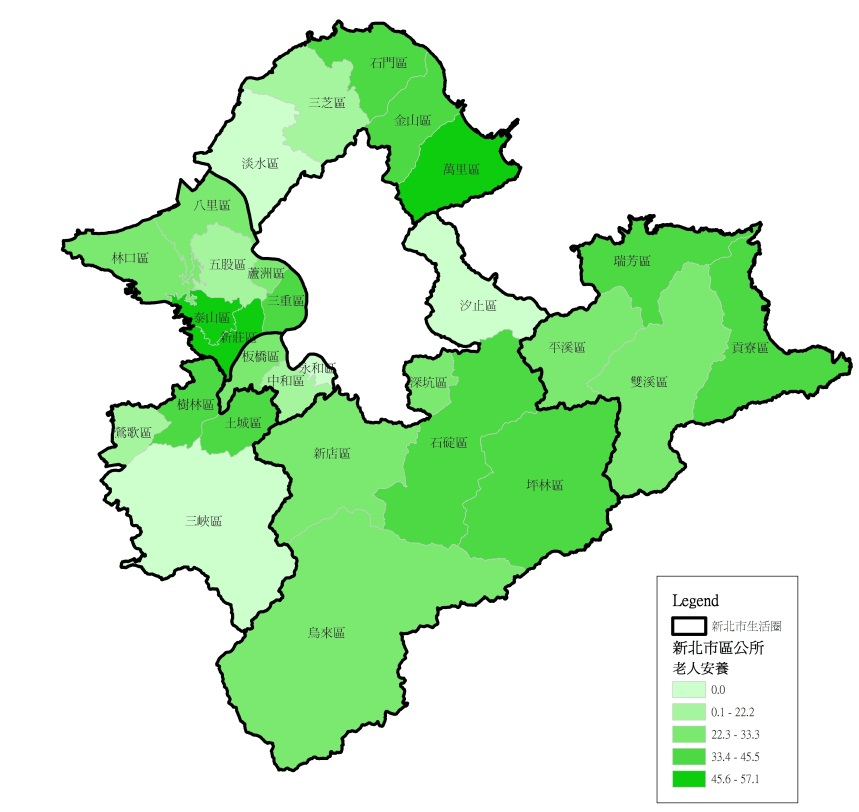 石門區
三芝區
金山區
淡水區
萬里區
八里區
林口區
五股區
蘆洲區
瑞芳區
三重區
汐止區
泰山區
新莊區
平溪區
貢寮區
板橋區
永和區
中和區
深坑區
雙溪區
樹林區
土城區
鶯歌區
新店區
石碇區
坪林區
三峽區
烏來區
Legend
新北市生活圈
新北市區公所
老人安養
0.0
0.1 - 22.2
22.3 - 33.3
33.4 - 45.5
45.6 - 57.1